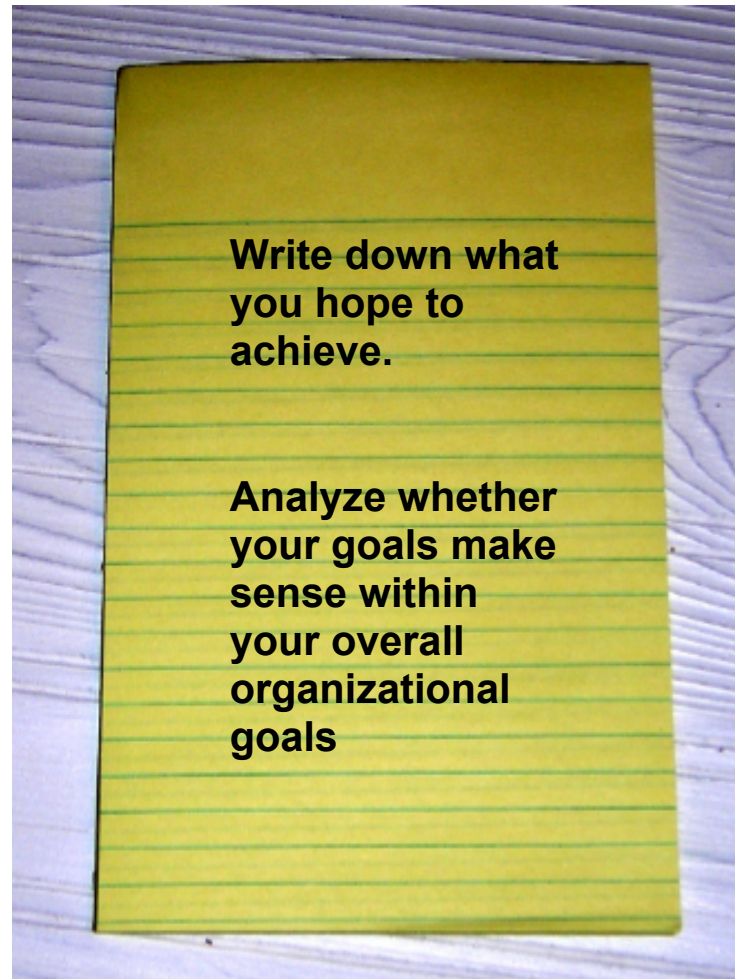 Write down what
you hope to
achieve.
Analyze whether
your goals make
sense within
your overall
organizational
goals